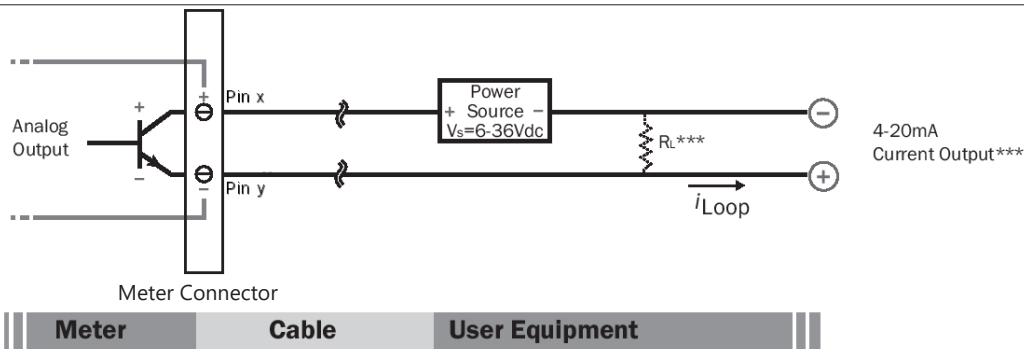 + Pin x
Power
+ Source −
Vs=6-36Vdc
−
+
Analog
Output
RL***
4-20mA
Current Output***
−
− Pin y
+
iLoop
Meter Connector
Meter Cable User Equipment